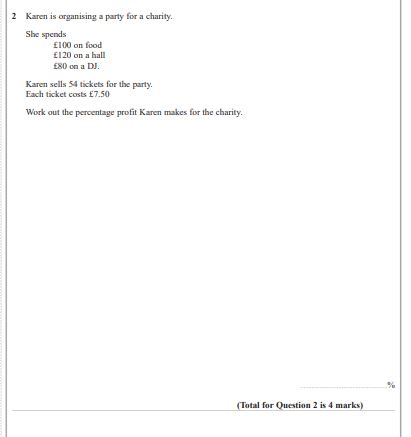 2 Karen is organising a party for a charity.
She spends
£100 on food
£120 on a hall
£80 on a DJ.
Karen sells 54 tickets for the party.
Each ticket costs £7.50
Work out the percentage profit Karen makes for the charity.
..............................................%
(Total for Question 2 is 4 marks)